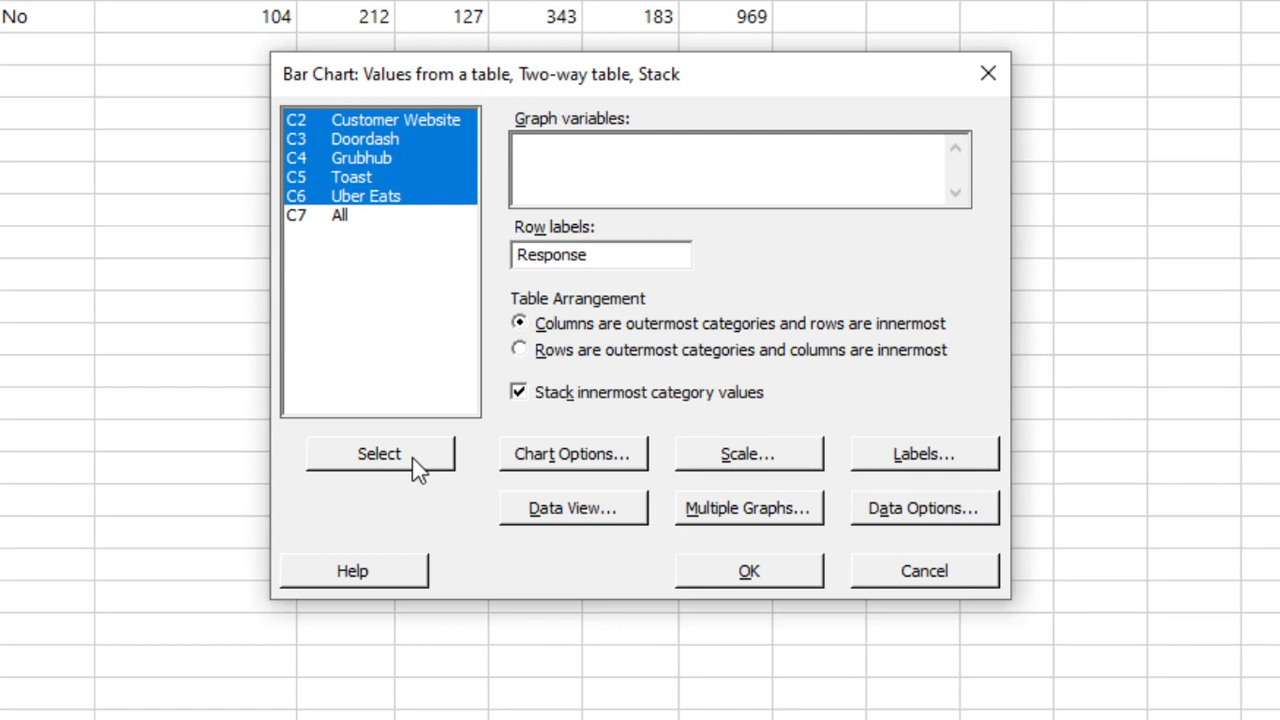 No 104 212 127 343 183 969
Bar Chart: Values from a table, Two-way table, Stack
C2 Customer Website
C3 Doordash
C4 Grubhub
C5 Toast
C6 Uber Eats
C7 All
Graph variables:
Row labels:
Response
Table Arrangement
Columns are outermost categories and rows are innermost
Rows are outermost categories and columns are innermost
Stack innermost category values
Select
Chart Options...
Scale...
Labels...
Data View...
Multiple Graphs...
Data Options...
Help
OK
Cancel